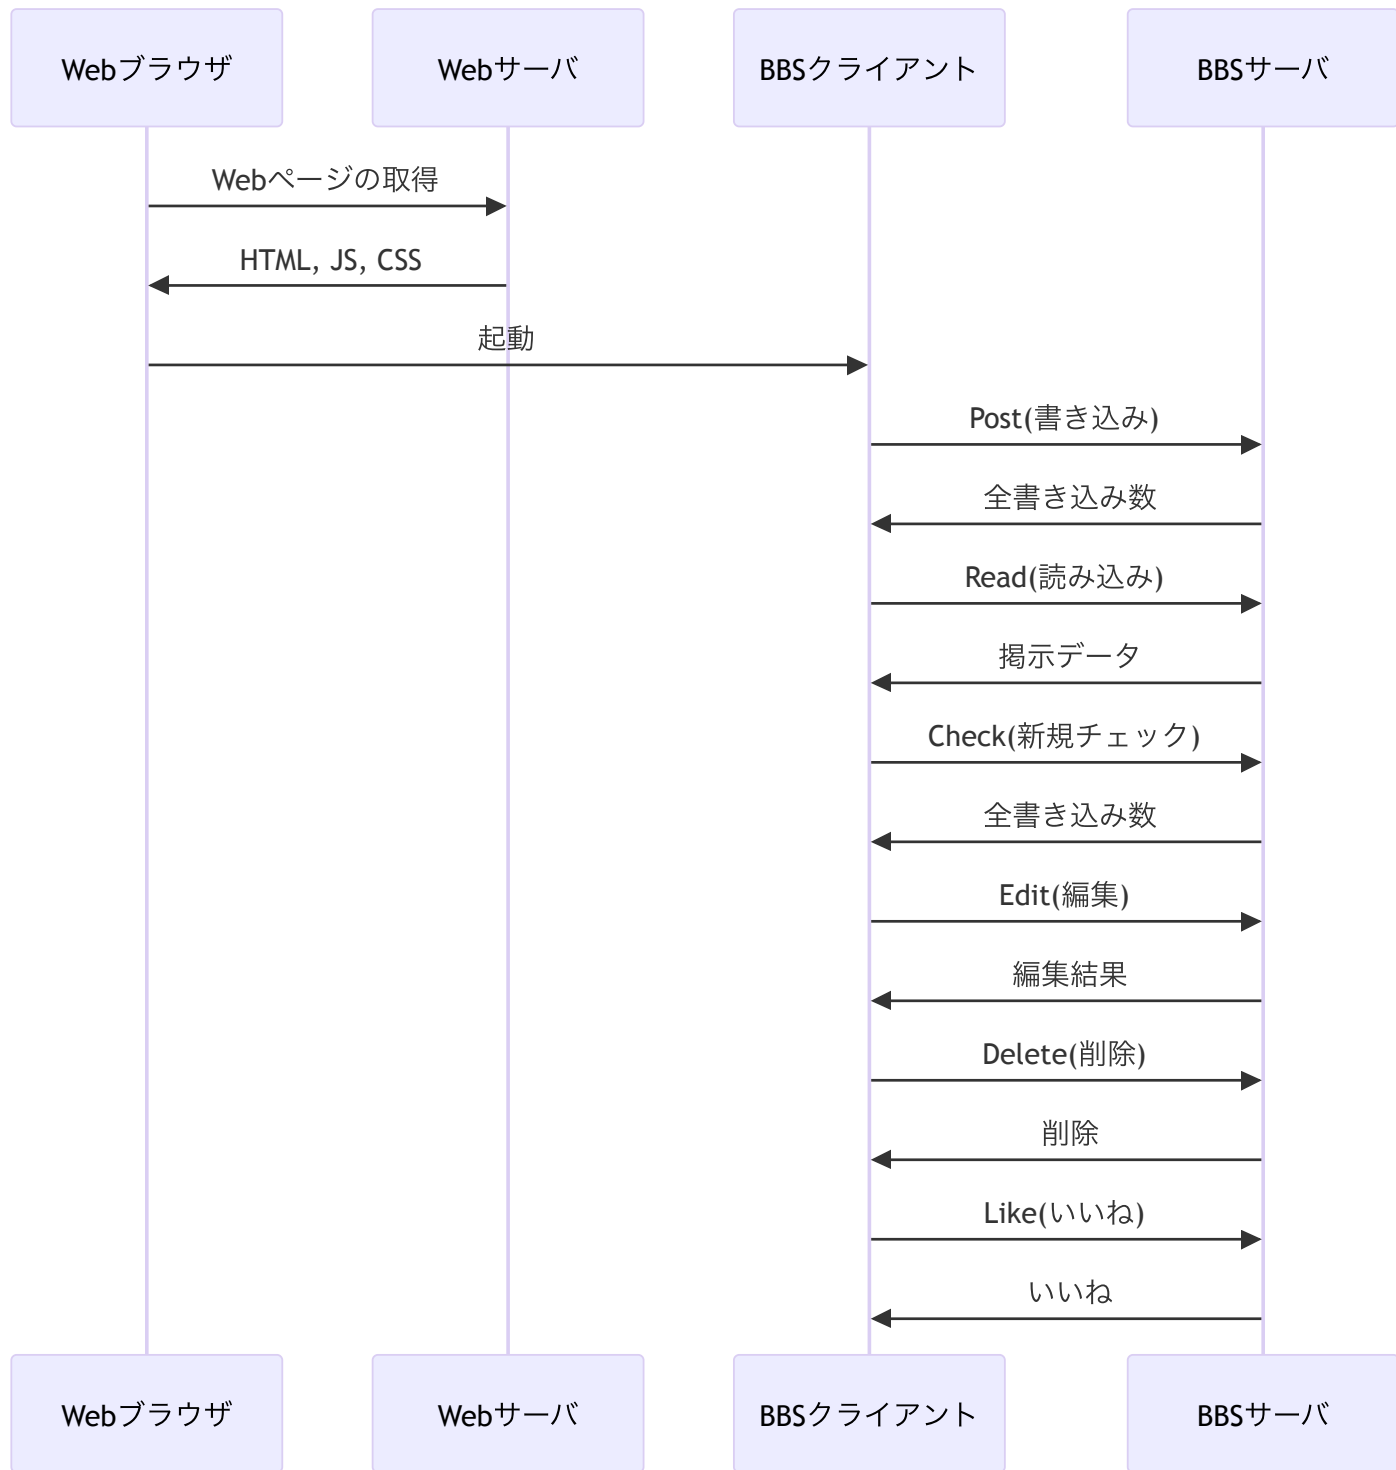 Webブラウザ
Webサーバ
BBSクライアント
BBSサーバ
Webページの取得
HTML, JS, CSS
起動
Post(書き込み)
全書き込み数
Read(読み込み)
掲示データ
Check(新規チェック)
全書き込み数
Edit(編集)
編集結果
Delete(削除)
削除
Like(いいね)
いいね
Webブラウザ
Webサーバ
BBSクライアント
BBSサーバ